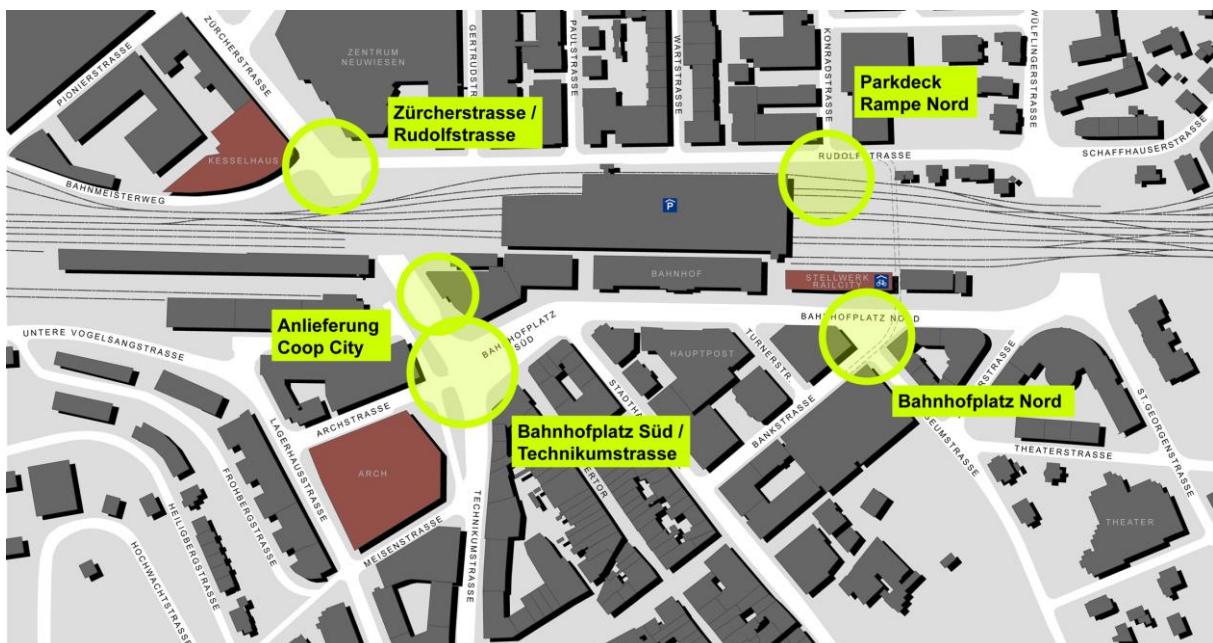 PIONIERSTRASSE
ZÜRCHERSTRASSE
ZENTRUM
NEUWIESEN
PAULSTRASSE
WARTSTRASSE
KONRADSTRASSE
WÜLFLINGERSTRASSE
Parkdeck
Rampe Nord
Zürcherstrasse /
Rudolfstrasse
KESSELHAUS
RUDOLFSTRASSE
SCHAFFHAUSERSTRASSE
BAHNMEISTERWEG
P
BAHNHOF
STELLWERK
RAILCITY
Anlieferung
Coop City
UNTERE VOGELSANGSTRASSE
BAHNHOFPLATZ
SÜD
BAHNHOFPLATZ NORD
HAUPTPOST
TURNERSTR.
Bahnhofplatz Nord
ARCHSTRASSE
Bahnhofplatz Süd /
Technikumstrasse
BANKSTRASSE
ST.GEORGENSTRASSE
THEATERSTRASSE
LAGERHAUSSTRASSE
ARCH
FROHBERGSTRASSE
HEILIGBERGSTRASSE
MEISENSTRASSE
TECHNIKUMSTRASSE
THEATER
HOCHWACHTSTRASSE